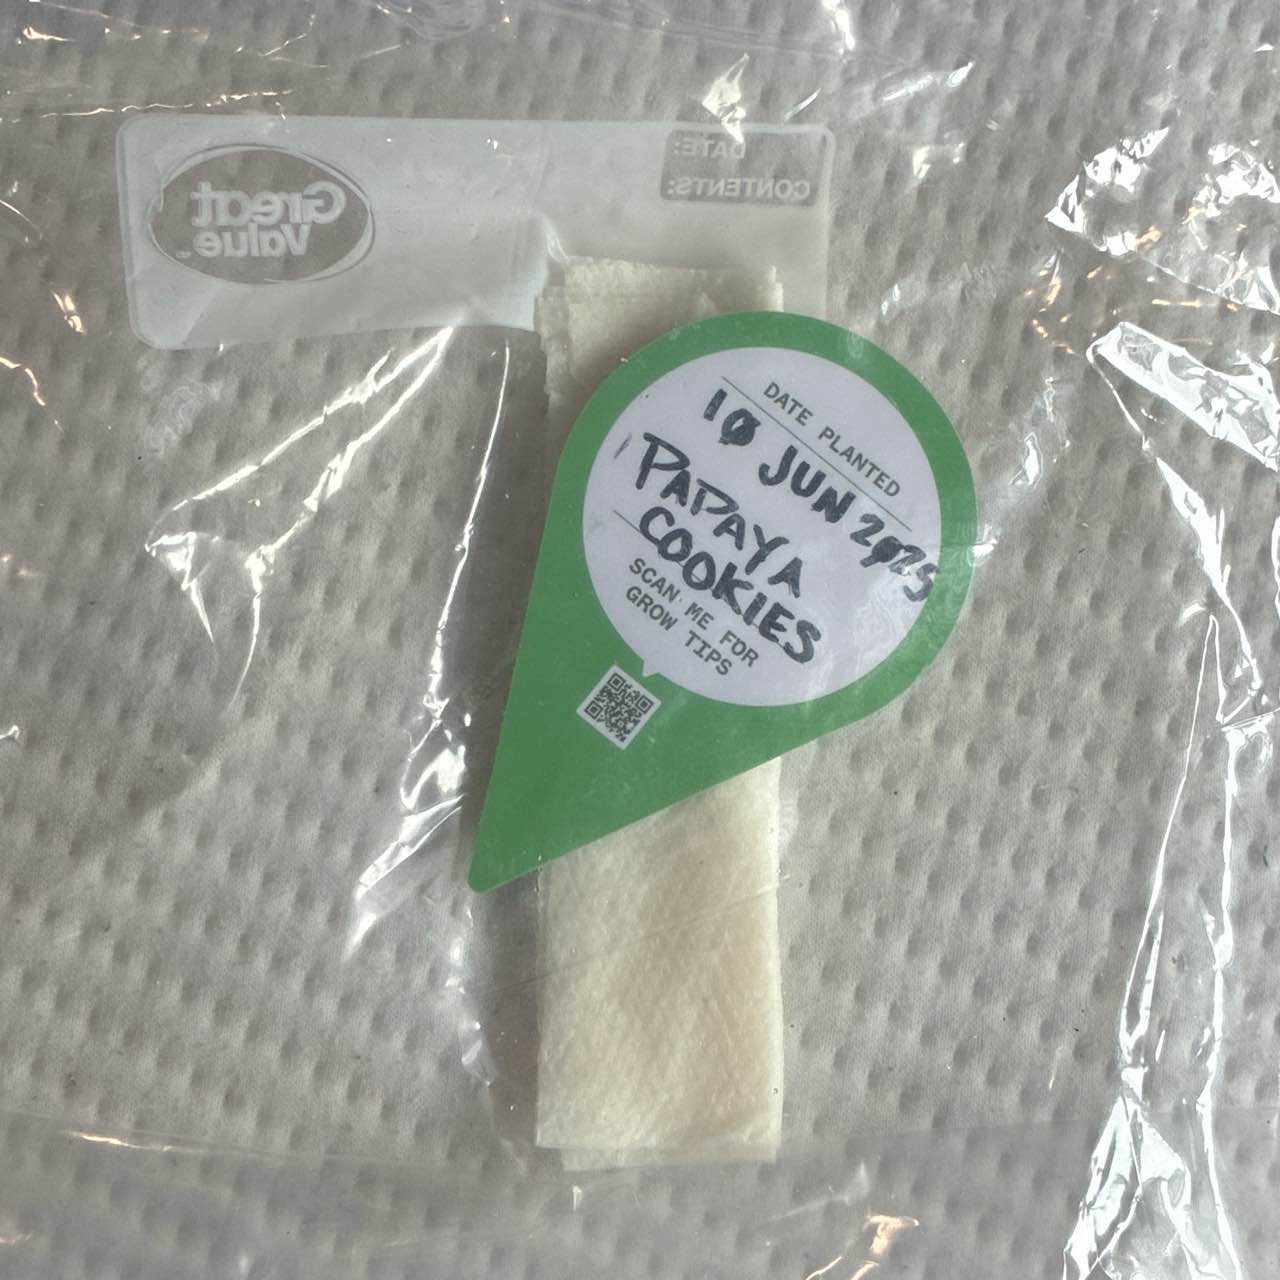 Great
Value
DATE:
CONTENTS:
DATE PLANTED
10 JUN 2025
PAPAYA
COOKIES
SCAN ME FOR
GROW TIPS